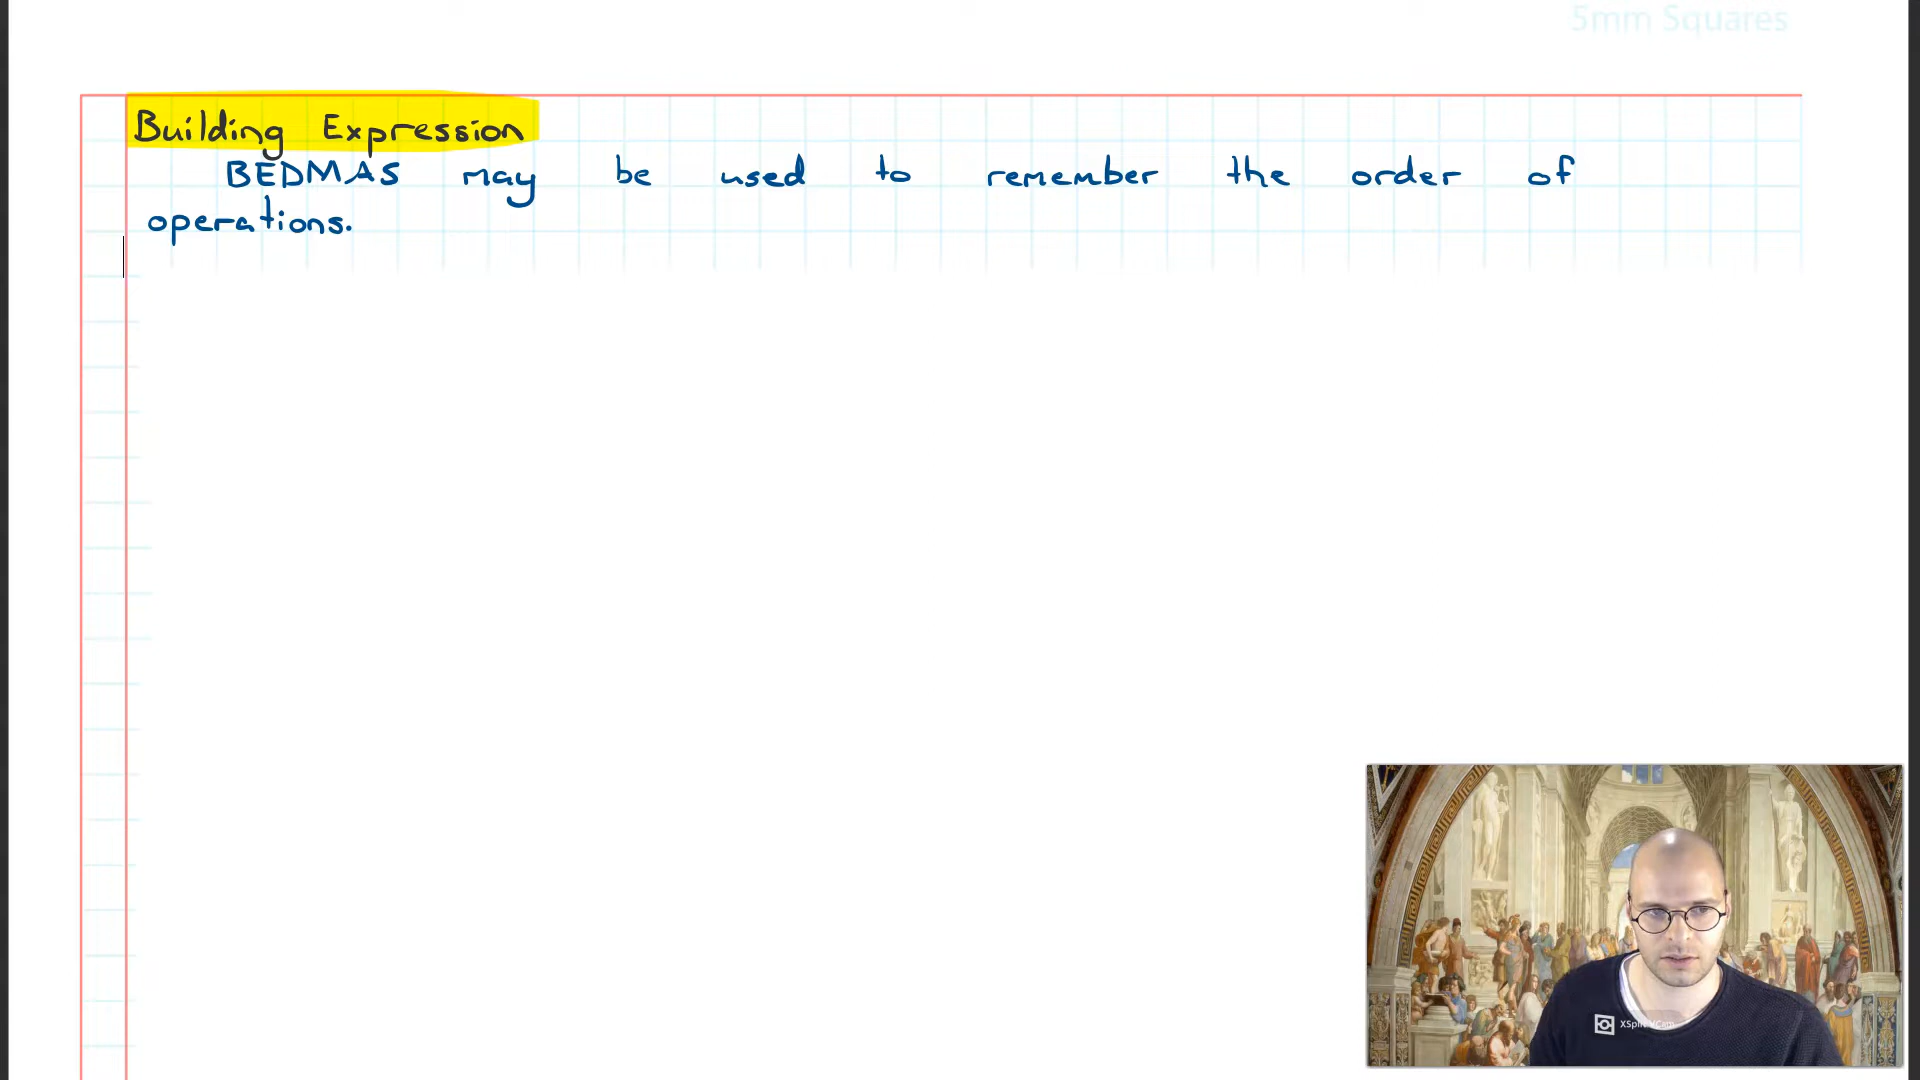 5mm Squares
Building Expression
BEDMAS may be used to remember the order of
operations.